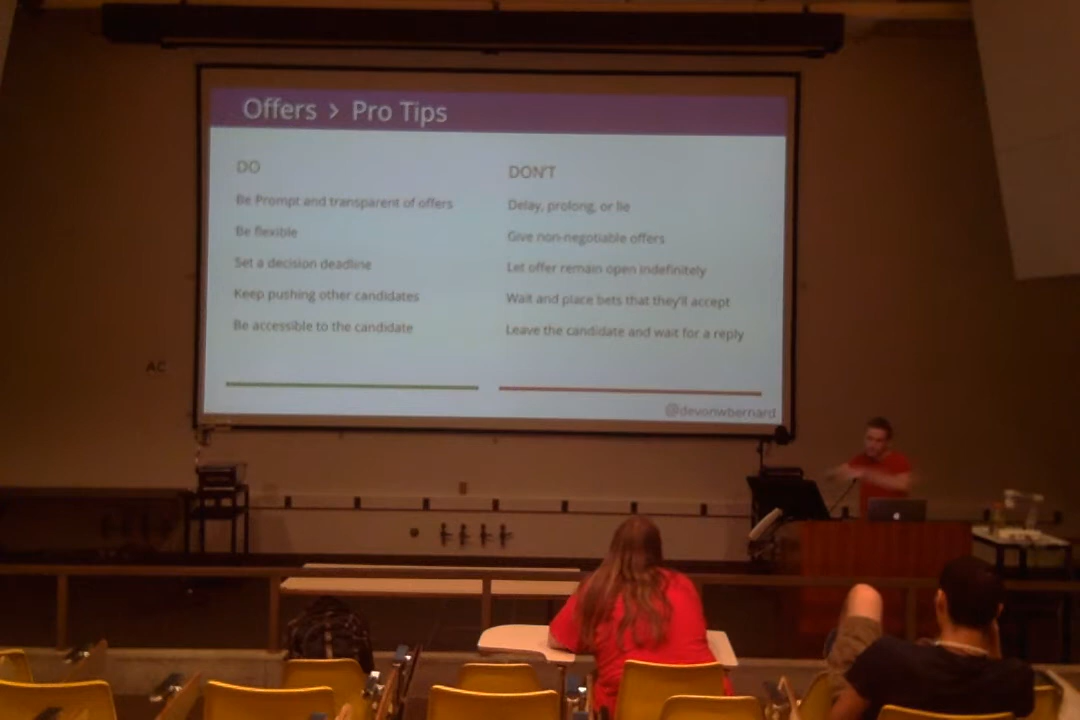 Offers > Pro Tips
DO
Be Prompt and transparent of offers
Be flexible
Set a decision deadline
Keep pushing other candidates
Be accessible to the candidate
DON'T
Delay, prolong, or lie
Give non-negotiable offers
Let offer remain open indefinitely
Wait and place bets that they'll accept
Leave the candidate and wait for a reply
@devonwbernard
AC